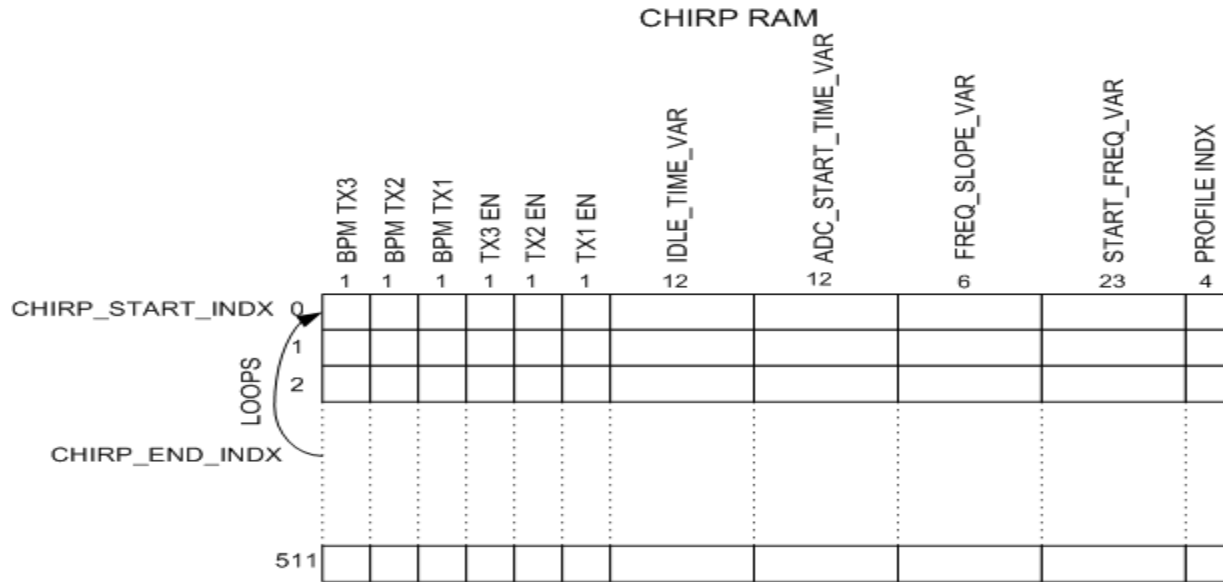 CHIRP RAM
BPM TX3
BPM TX2
BPM TX1
TX3 EN
TX2 EN
TX1 EN
IDLE_TIME_VAR
ADC_START_TIME_VAR
FREQ_SLOPE_VAR
START_FREQ_VAR
PROFILE INDX
1 1 1 1 1 1 12 12 6 23 4
CHIRP_START_INDX 0
1
2
LOOPS
CHIRP_END_INDX
511